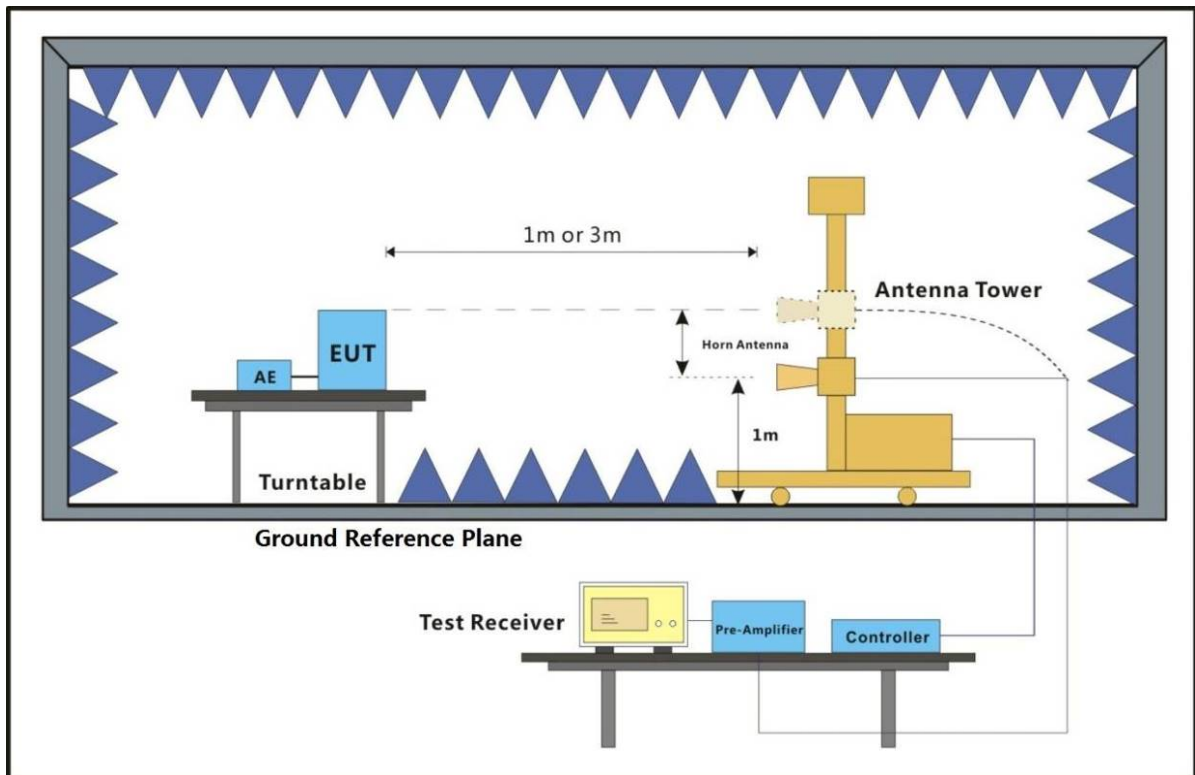 1m or 3m
Antenna Tower
Horn Antenna
EUT
AE
1m
Turntable
Ground Reference Plane
Test Receiver
Pre-Amplifier
Controller